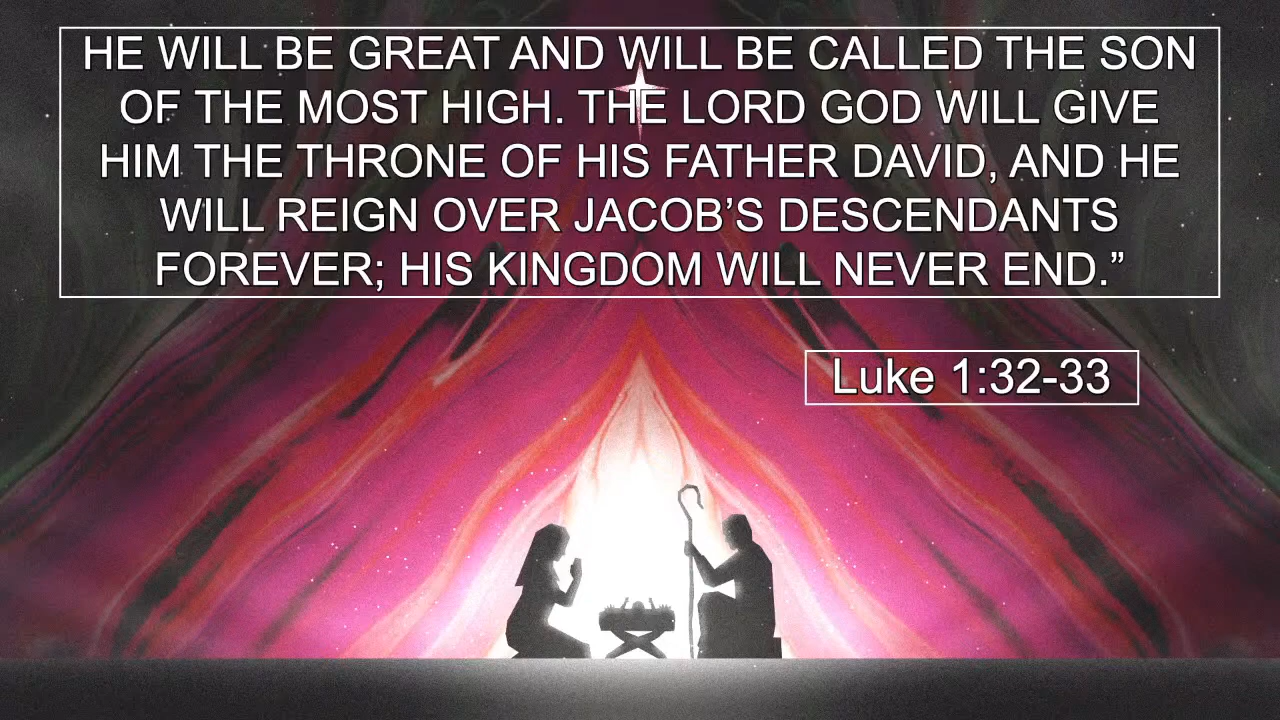 HE WILL BE GREAT AND WILL BE CALLED THE SON
OF THE MOST HIGH. THE LORD GOD WILL GIVE
HIM THE THRONE OF HIS FATHER DAVID, AND HE
WILL REIGN OVER JACOB’S DESCENDANTS
FOREVER; HIS KINGDOM WILL NEVER END.”
Luke 1:32-33